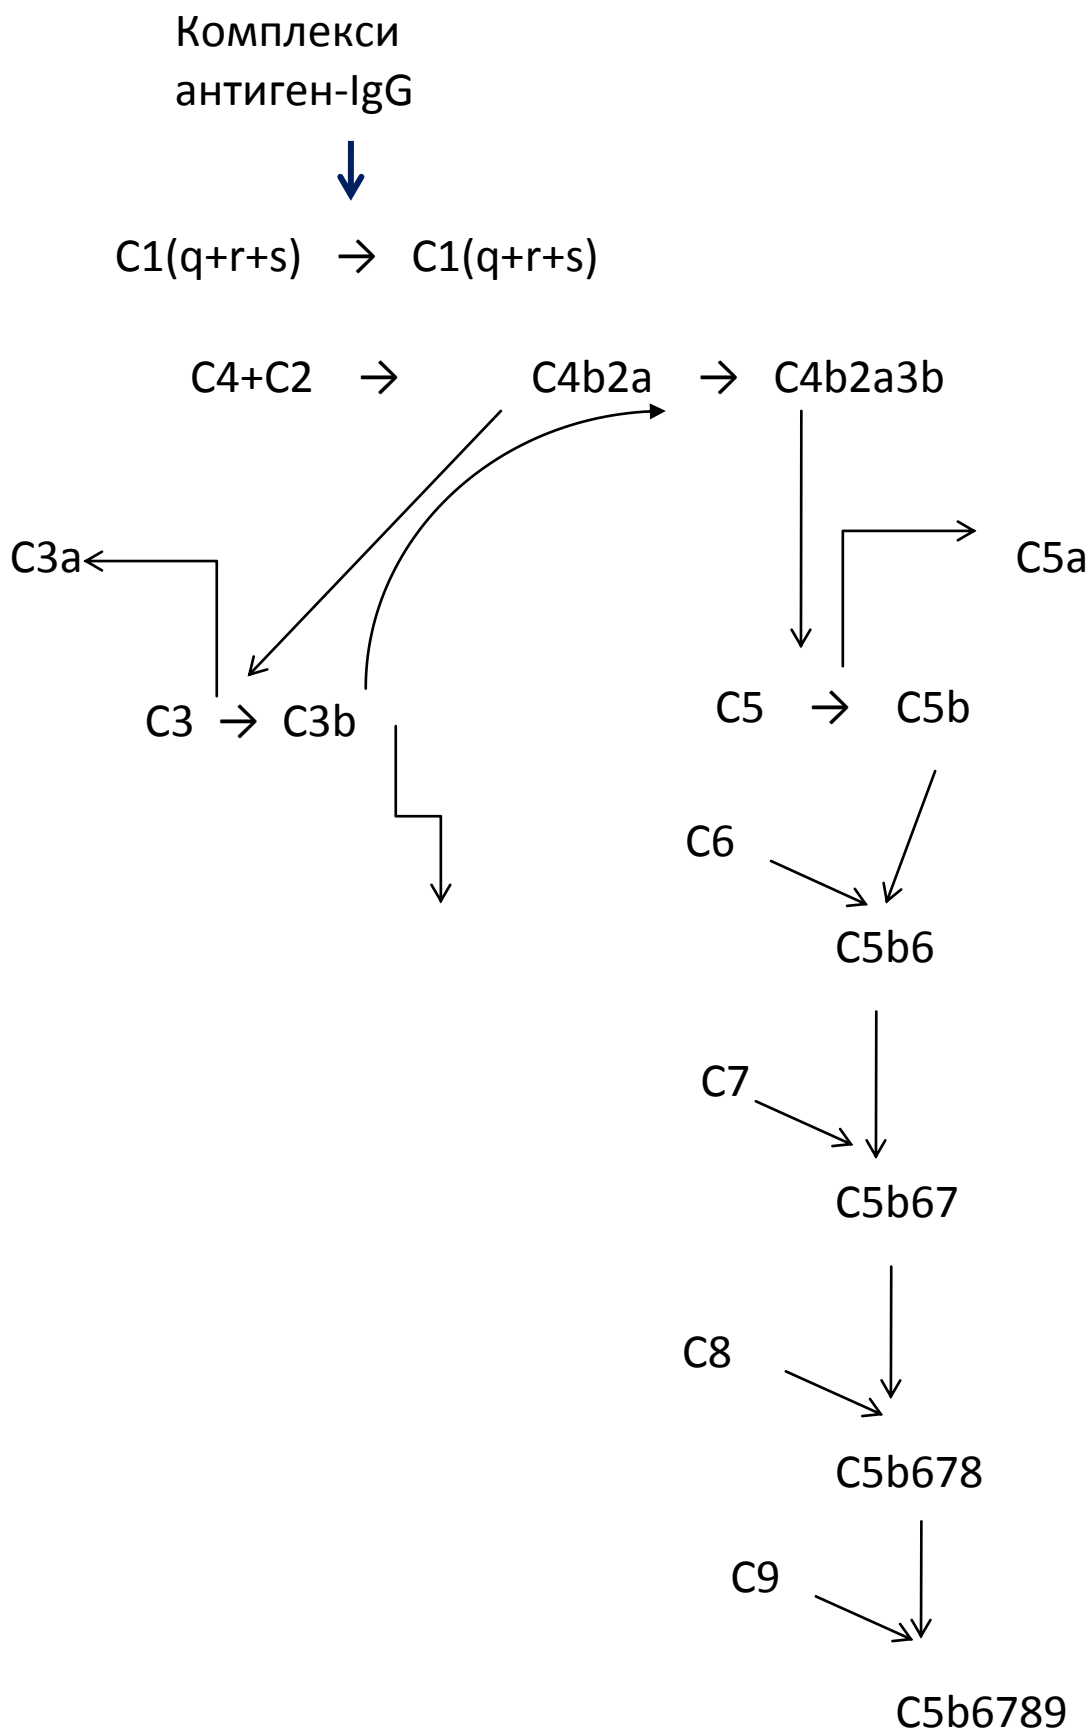 Комплекси
антиген-IgG
C1(q+r+s) → C1(q+r+s)
C4+C2 → C4b2a → C4b2a3b
C3a
C5a
C3 → C3b
C5 → C5b
C6
C5b6
C7
C5b67
C8
C5b678
C9
C5b6789